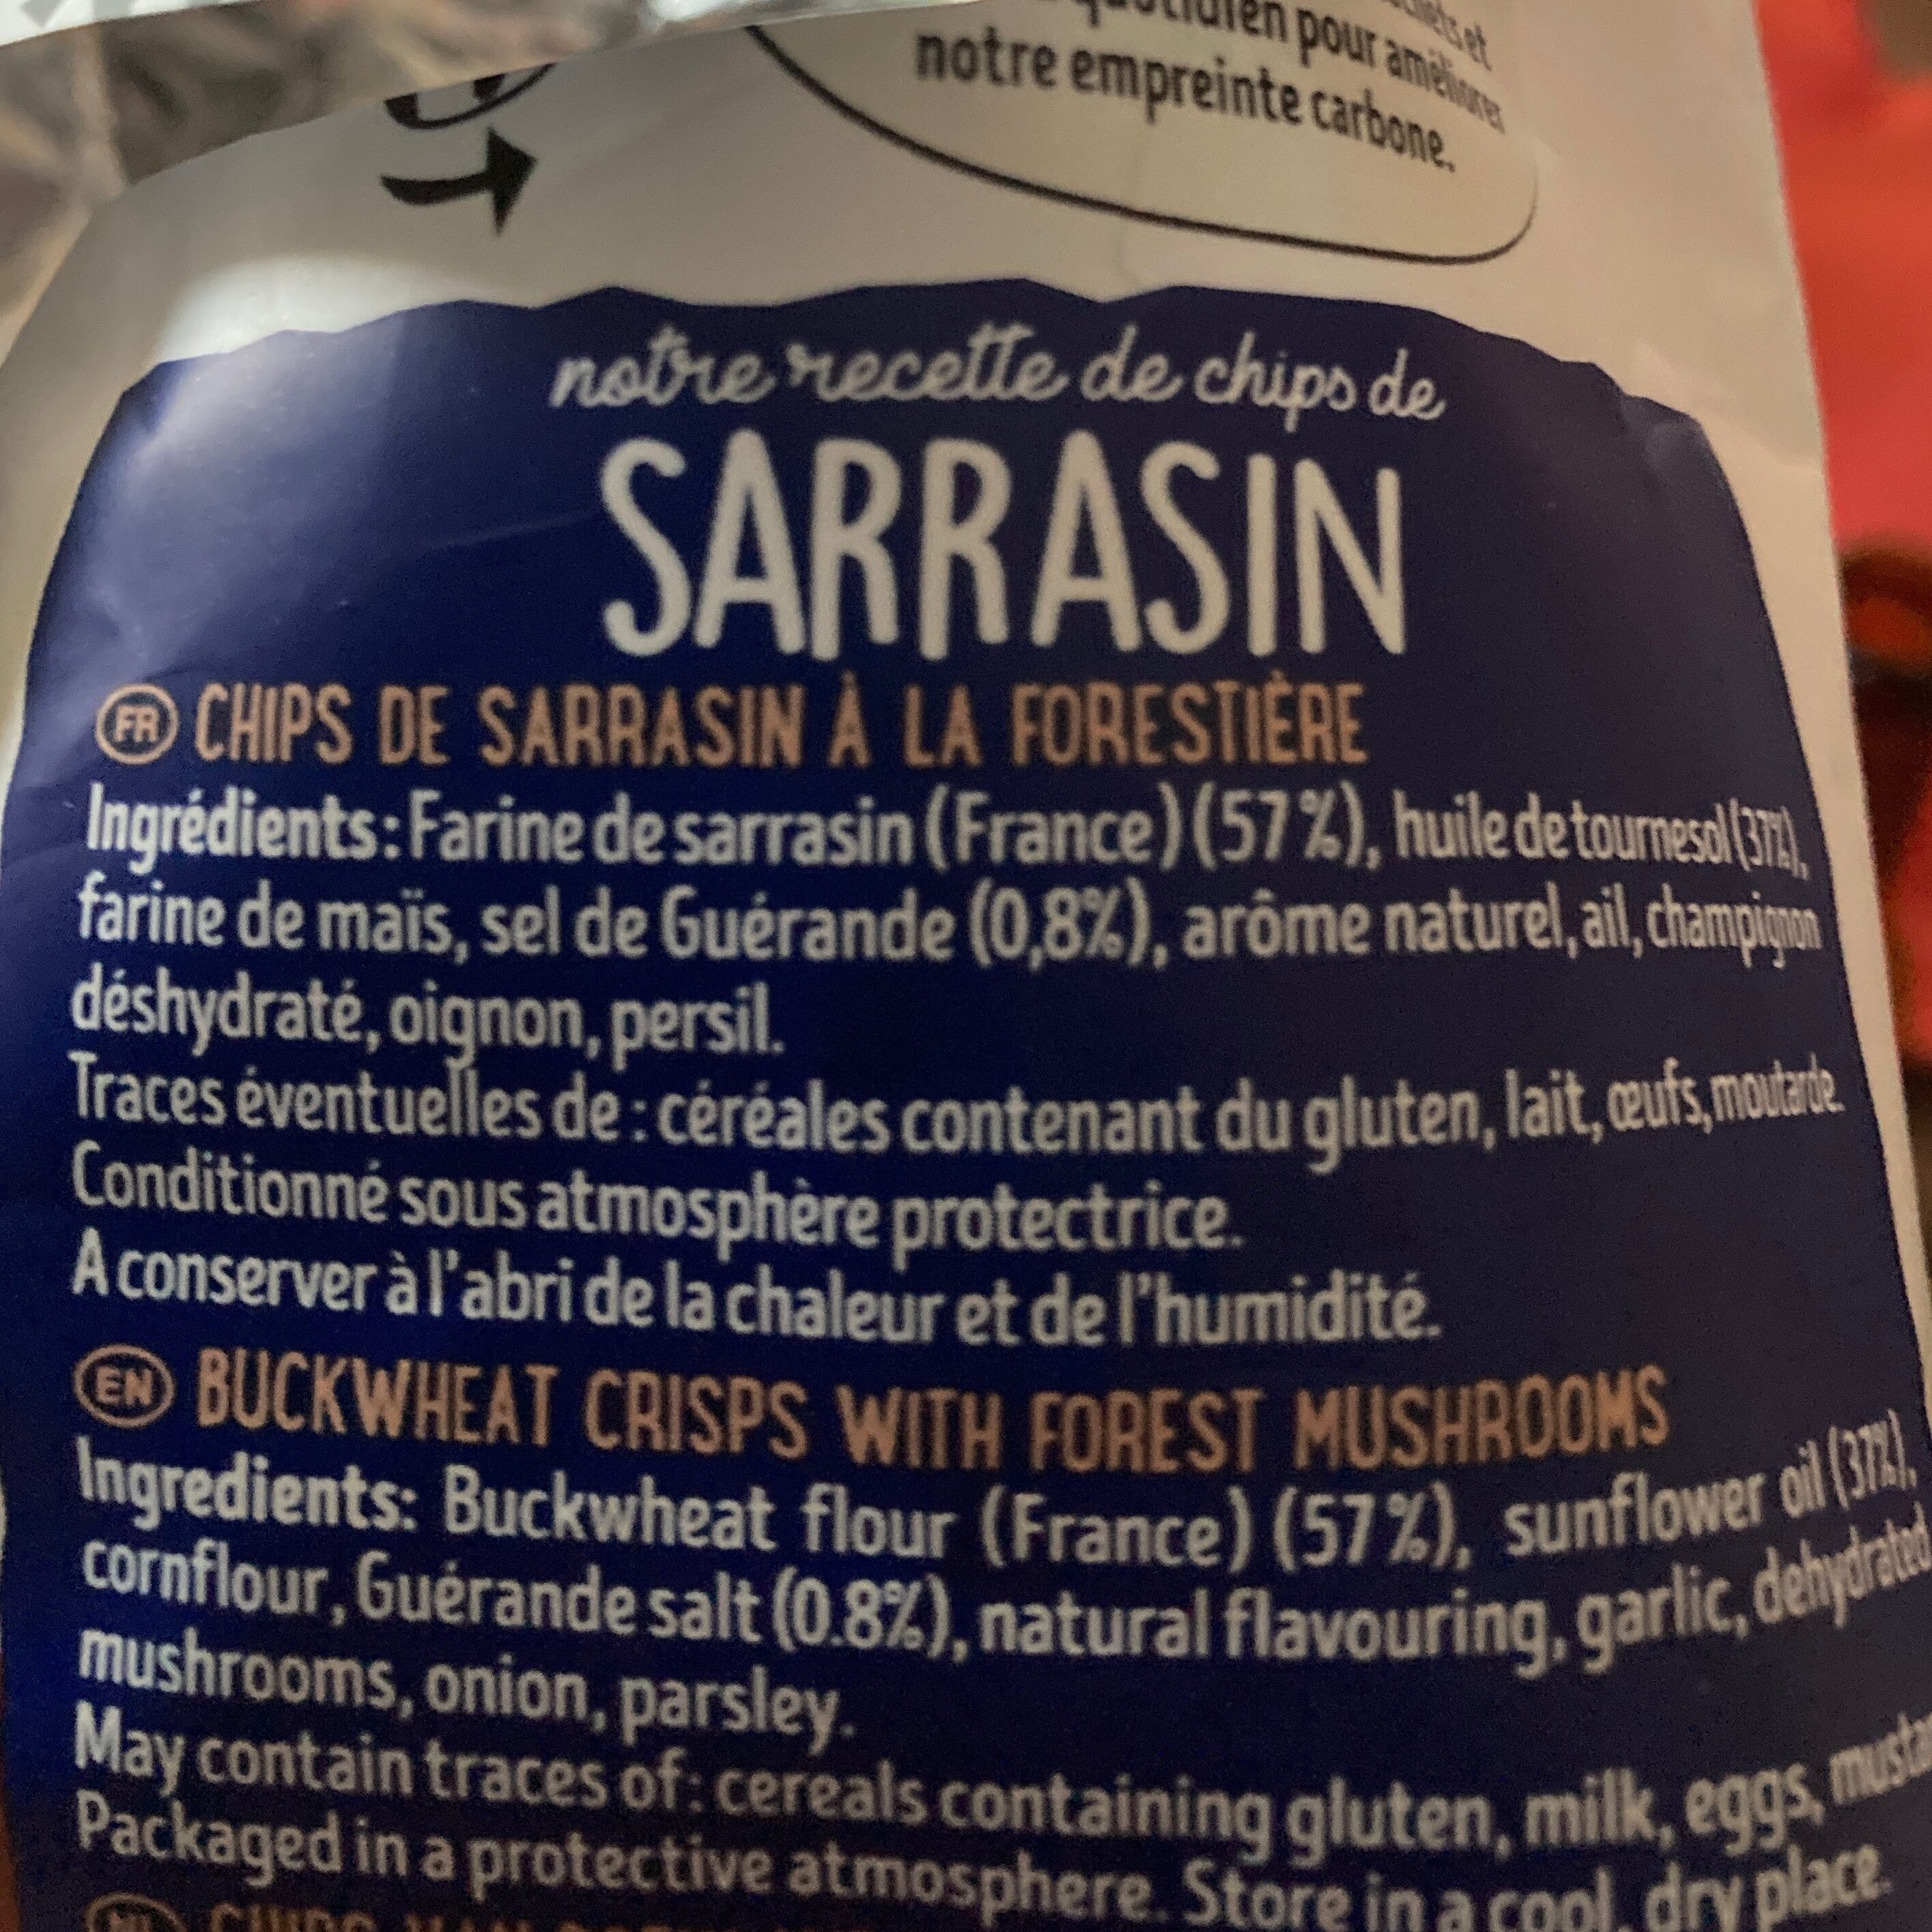 quotidien pour améliorer
notre empreinte carbone.
notre recette de chips de
SARRASIN
FR CHIPS DE SARRASIN À LA FORESTIÈRE
Ingrédients: Farine de sarrasin (France) (57 %), huile de tournesol (37%),
farine de maïs, sel de Guérande (0,8%), arôme naturel, ail, champignon
déshydraté, oignon, persil.
Traces éventuelles de : céréales contenant du gluten, lait, œufs, moutarde.
Conditionné sous atmosphère protectrice.
A conserver à l'abri de la chaleur et de l'humidité.
EN BUCKWHEAT CRISPS WITH FOREST MUSHROOMS
Ingredients: Buckwheat flour (France) (57 %), sunflower oil (37%),
cornflour, Guérande salt (0.8%), natural flavouring, garlic, dehydrated
mushrooms, onion, parsley.
May contain traces of: cereals containing gluten, milk, eggs, musta
Packaged in a protective atmosphere. Store in a cool, dry place.